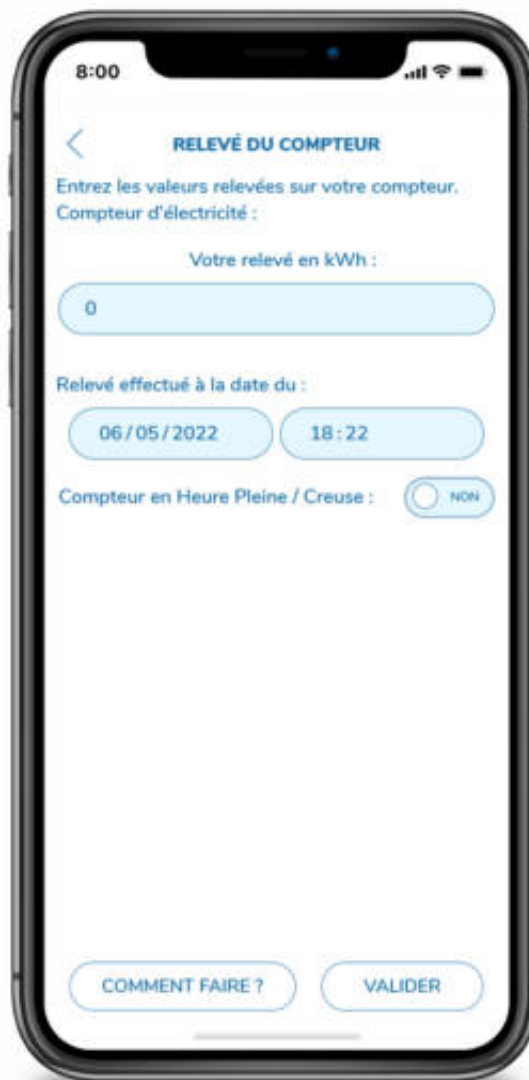 8:00
RELEVÉ DU COMPTEUR
Entrez les valeurs relevées sur votre compteur.
Compteur d'électricité :
Votre relevé en kWh :
0
Relevé effectué à la date du :
06/05/2022 18:22
Compteur en Heure Pleine / Creuse : NON
COMMENT FAIRE ? VALIDER